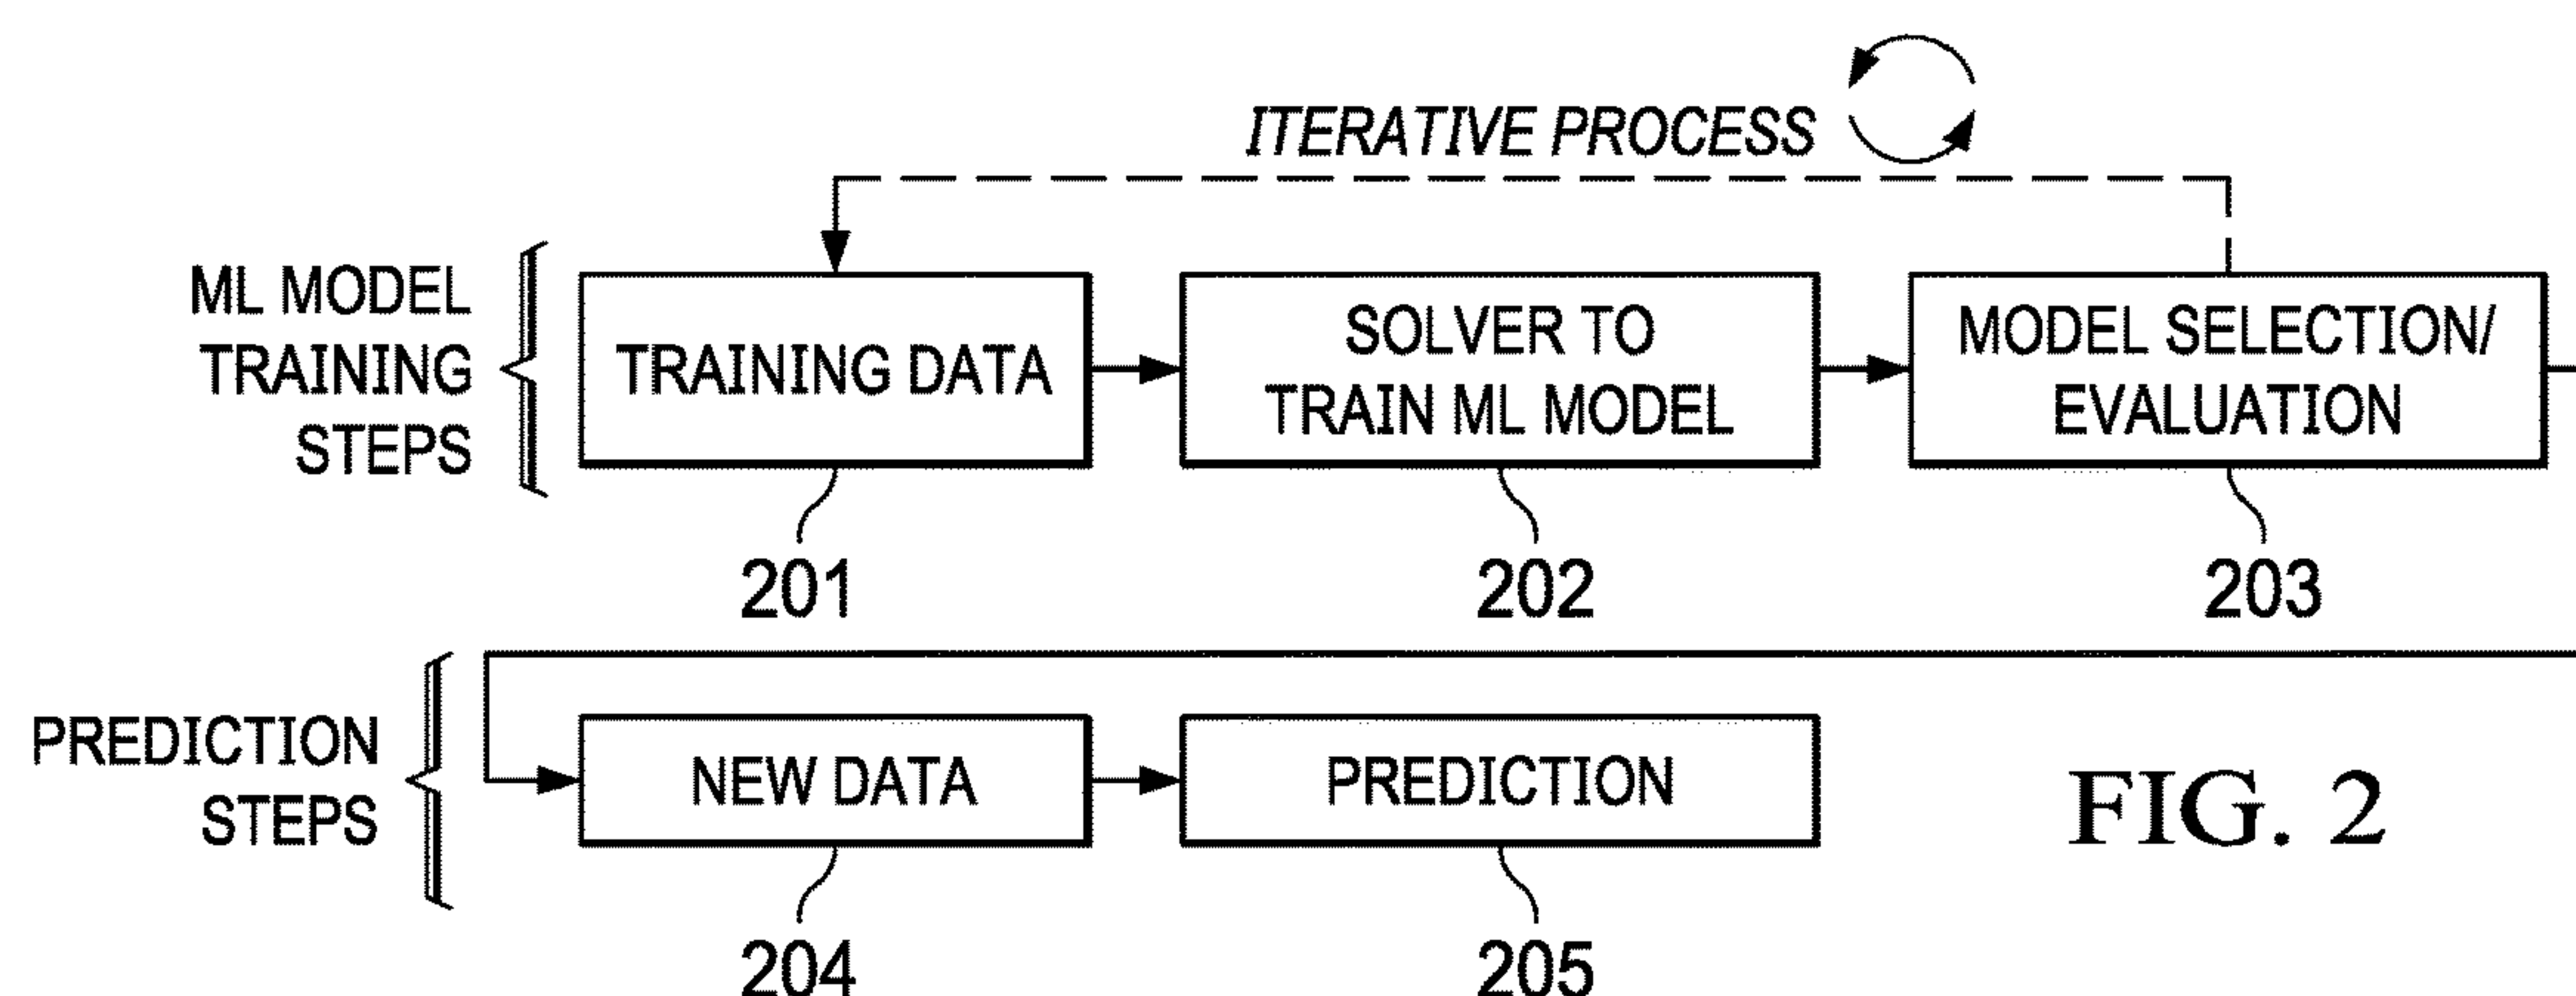 ITERATIVE PROCESS
ML MODEL
TRAINING
STEPS
TRAINING DATA
SOLVER TO
TRAIN ML MODEL
MODEL SELECTION/
EVALUATION
201
202
203
PREDICTION
STEPS
NEW DATA
PREDICTION
FIG. 2
204
205